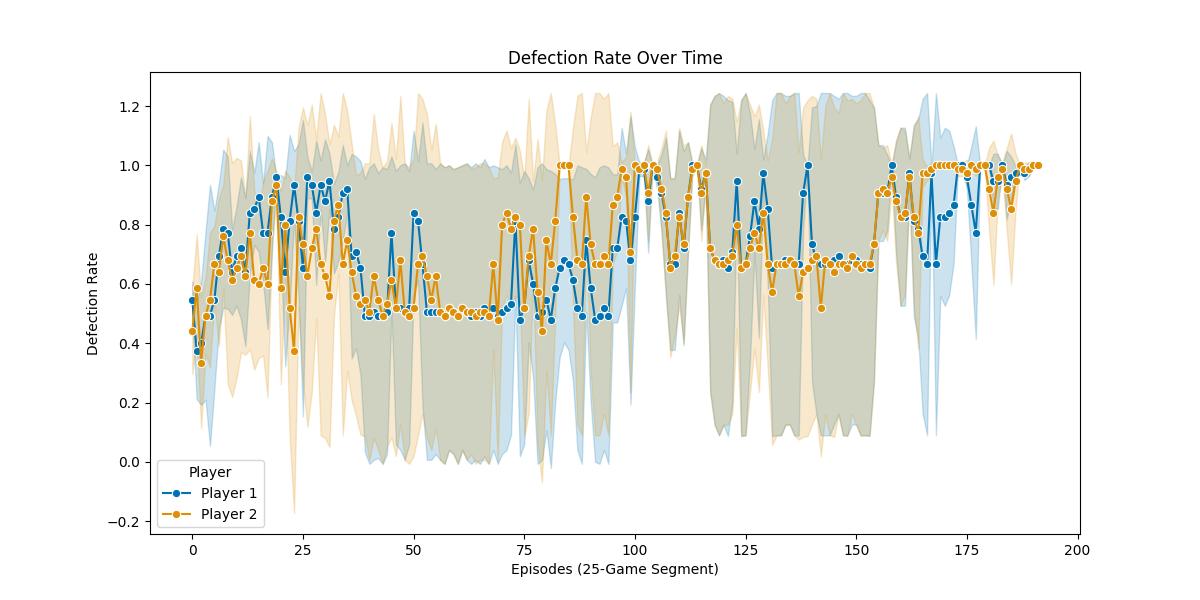 Defection Rate Over Time
Defection Rate
1.2
1.0
0.8
0.6
0.4
0.2
0.0
−0.2
Player
Player 1
Player 2
0 25 50 75 100 125 150 175 200
Episodes (25-Game Segment)